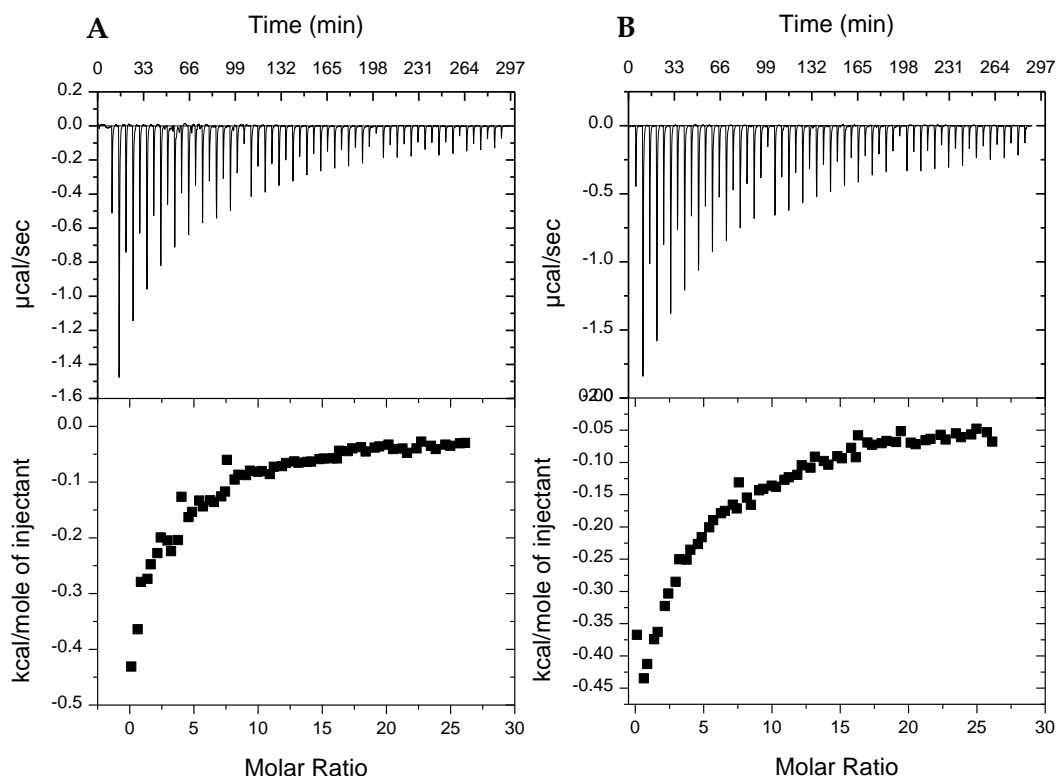 A
Time (min)
0 33 66 99 132 165 198 231 264 297
0.2
0.0
-0.2
-0.4
-0.6
-0.8
-1.0
-1.2
-1.4
-1.6
µcal/sec
0.0
-0.1
-0.2
-0.3
-0.4
-0.5
kcal/mole of injectant
0 5 10 15 20 25 30
Molar Ratio
B
Time (min)
0 33 66 99 132 165 198 231 264 297
0.0
-0.5
-1.0
-1.5
µcal/sec
-0.05
-0.10
-0.15
-0.20
-0.25
-0.30
-0.35
-0.40
-0.45
kcal/mole of injectant
0 5 10 15 20 25 30
Molar Ratio